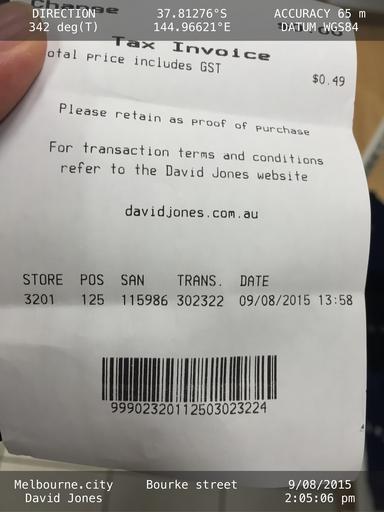 DIRECTION 37.81276°S ACCURACY 65 m
342 deg(T) 144.96621°E DATUM WGS84
Change
Tax Invoice
otal price includes GST
$0.49
Please retain as proof of purchase
For transaction terms and conditions
refer to the David Jones website
davidjones.com.au
STORE POS SAN TRANS. DATE
3201 125 115986 302322 09/08/2015 13:58
99902320112503023224
Melbourne.city Bourke street 9/08/2015
David Jones 2:05:06 pm